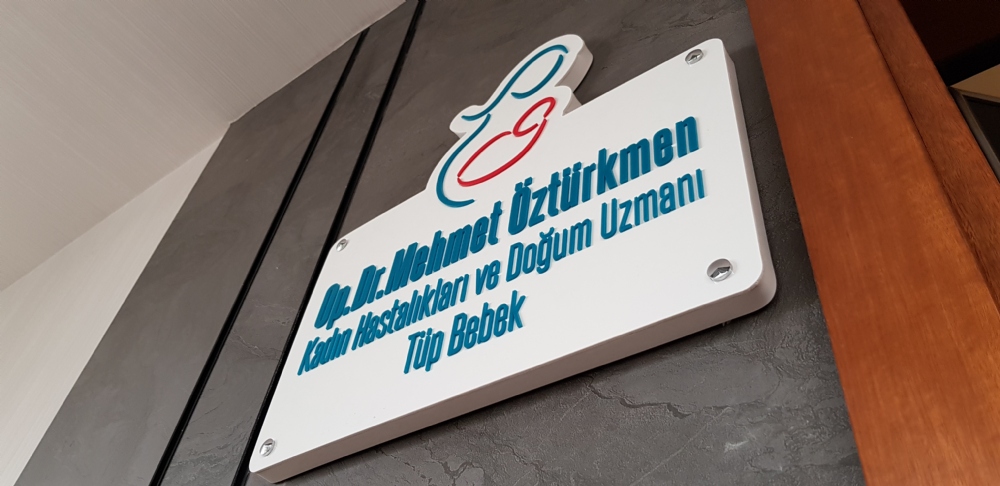 Op. Dr. Mehmet Öztürkmen
Kadın Hastalıkları ve Doğum Uzmanı
Tüp Bebek